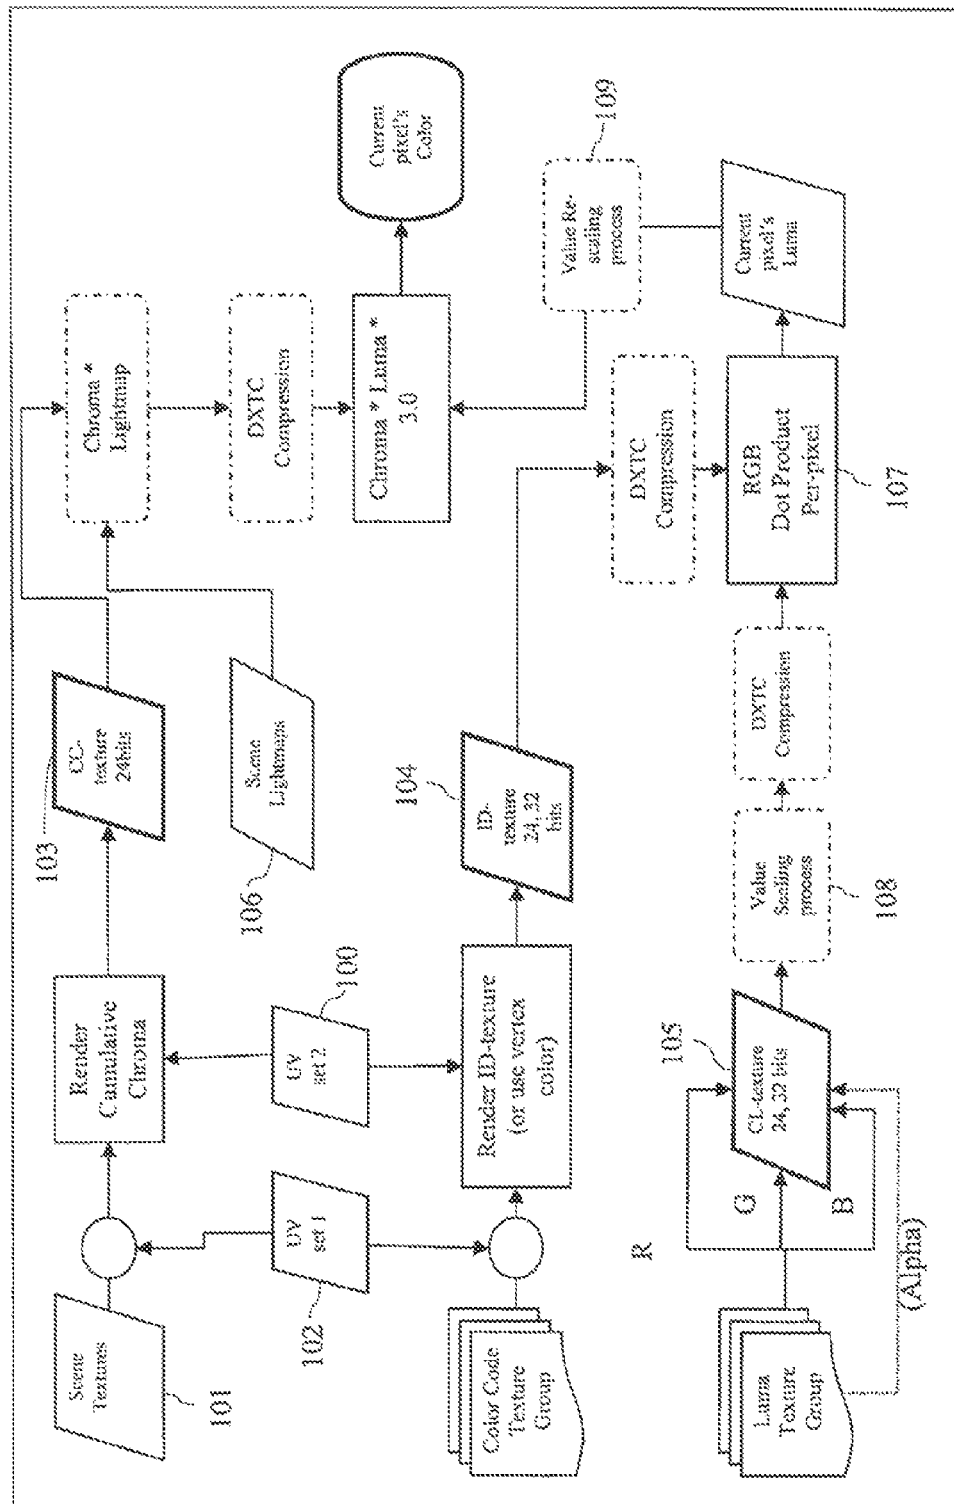 Scene
Textures
101
Render
Cumulative
Chroma
CC-
texture
24bits
103
Chroma *
Lightmap
DXTC
Compression
Chroma * Luma *
3.0
Current
pixel's
Color
UV
set 1
102
UV
set 2
100
Scene
Lightmaps
106
Color Code
Texture
Group
Render ID-texture
(or use vertex
color)
ID-
texture
24, 32
bits
104
DXTC
Compression
Value Re-
scaling
process
109
Luma
Texture
Group
R
G
B
(Alpha)
CL-texture
24, 32 bits
105
Value
Scaling
process
108
DXTC
Compression
RGB
Dot Product
Per-pixel
107
Current
pixel's
Luma